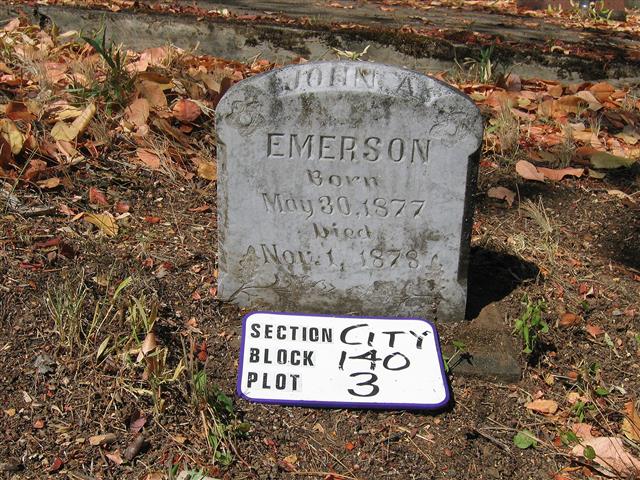 JOHN A.
EMERSON
Born
May 30, 1877
Died
Nov. 1, 1878
SECTION CITY
BLOCK 140
PLOT 3